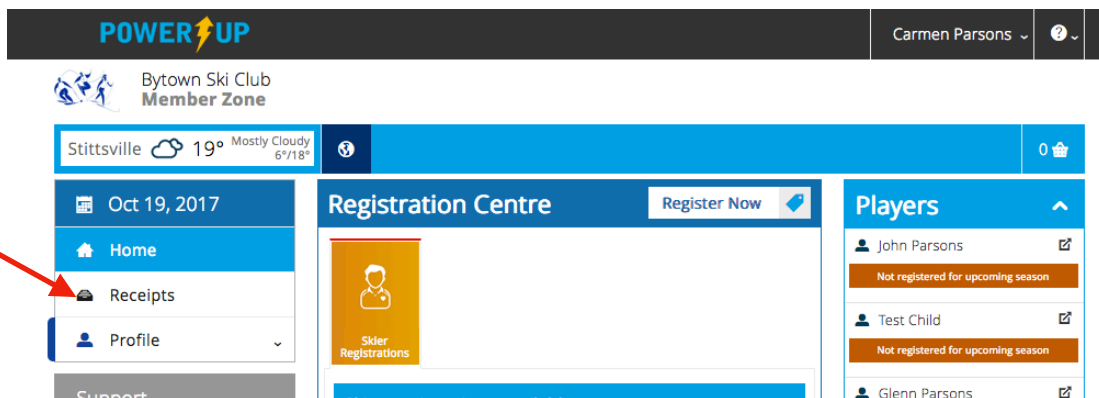 POWER UP
Carmen Parsons
?
Bytown Ski Club
Member Zone
Stittsville 19° Mostly Cloudy
6°/18°
0
Oct 19, 2017
Home
Receipts
Profile
Support
Registration Centre
Register Now
Skier
Registrations
Players
John Parsons
Not registered for upcoming season
Test Child
Not registered for upcoming season
Glenn Parsons